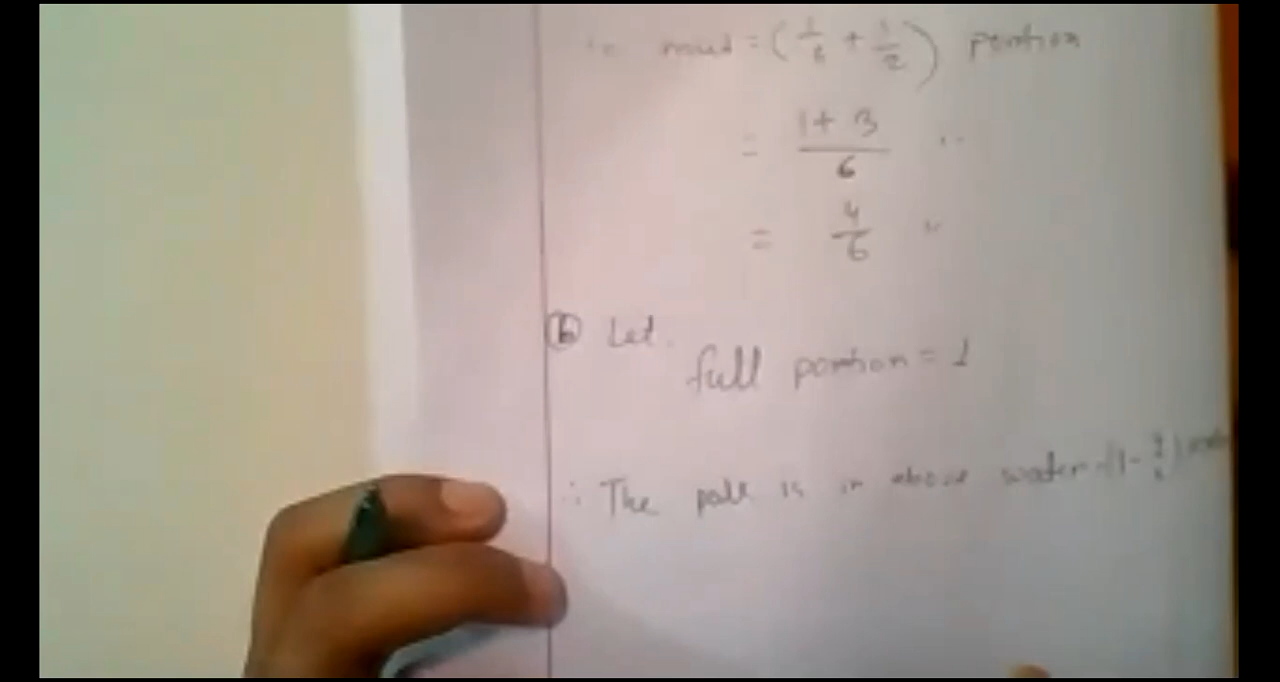 in mud = ( 1/6 + 1/2 ) portion
= 1+3/6 "
= 4/6 "
(b) Let.
full portion = 1
∴ The pole is in above water =(1-